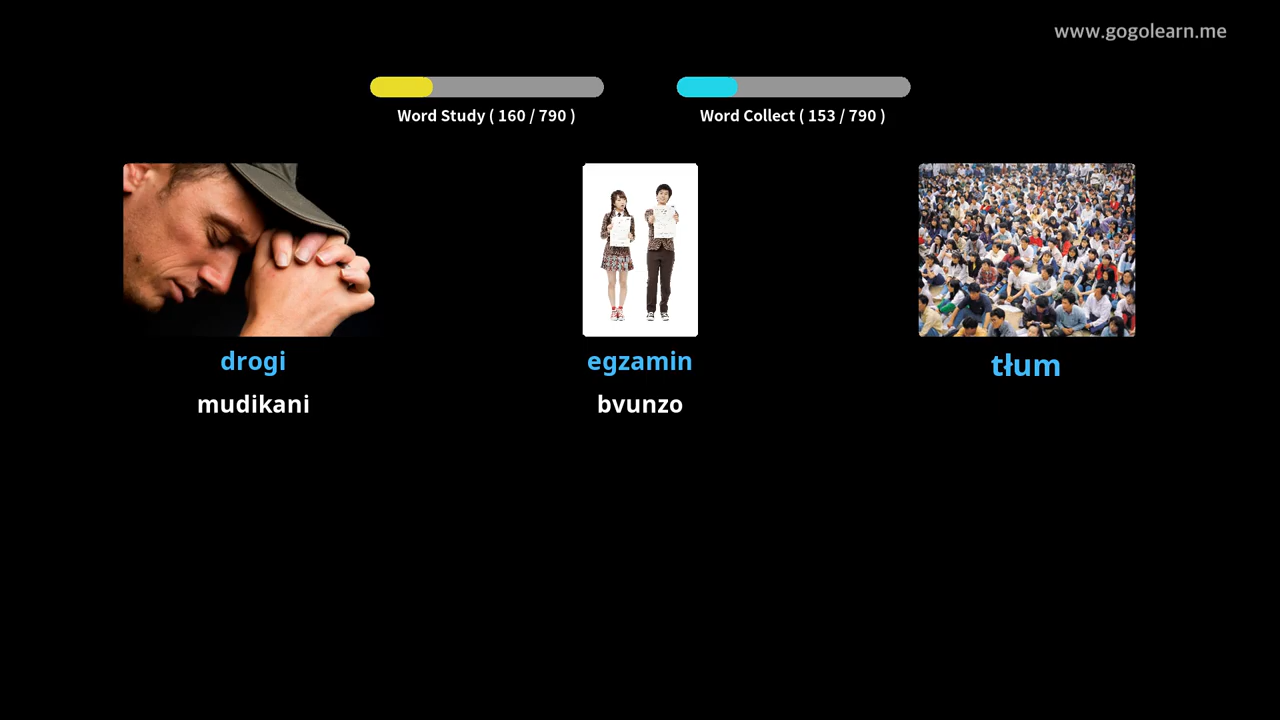 www.gogolearn.me
Word Study ( 160 / 790 )
Word Collect ( 153 / 790 )
drogi
mudikani
egzamin
bvunzo
tłum